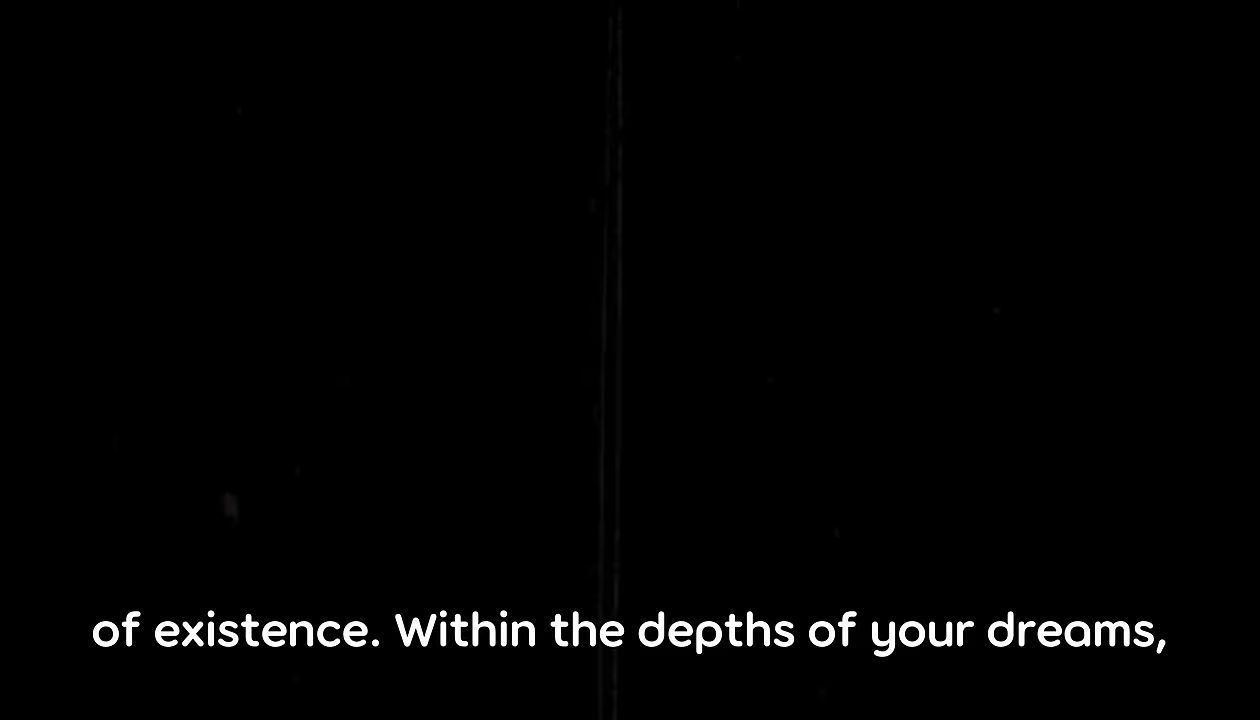 of existence. Within the depths of your dreams,